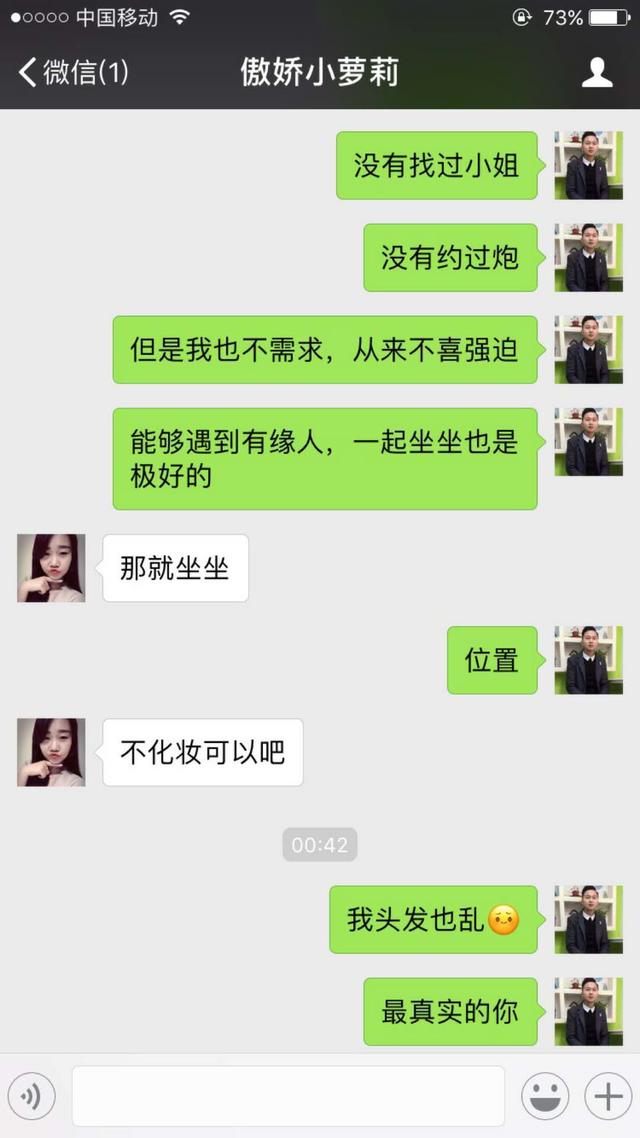 中国移动
73%
微信(1)
傲娇小萝莉
没有找过小姐
没有约过炮
但是我也不需求，从来不喜强迫
能够遇到有缘人，一起坐坐也是
极好的
那就坐坐
位置
不化妆可以吧
00:42
我头发也乱
最真实的你